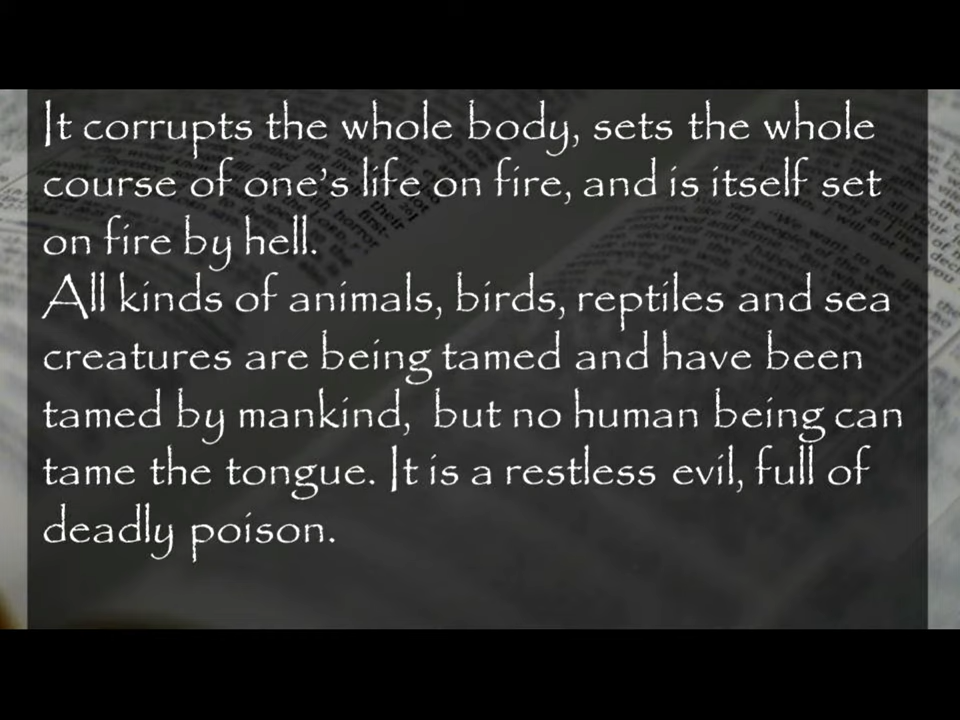 It corrupts the whole body, sets the whole
course of one's life on fire, and is itself set
on fire by hell.
All kinds of animals, birds, reptiles and sea
creatures are being tamed and have been
tamed by mankind, but no human being can
tame the tongue. It is a restless evil, full of
deadly poison.